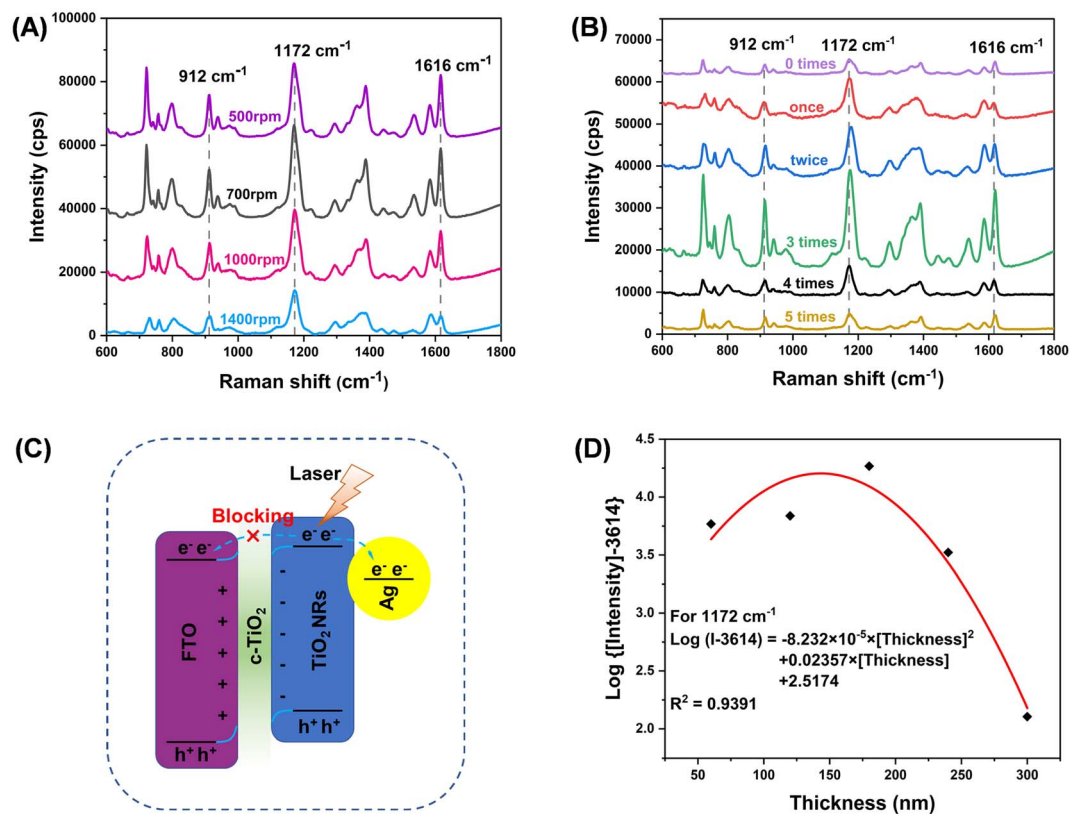 (A)
100000
80000
60000
40000
20000
0
Intensity (cps)
912 cm⁻¹
1172 cm⁻¹
1616 cm⁻¹
500rpm
700rpm
1000rpm
1400rpm
600 800 1000 1200 1400 1600 1800
Raman shift (cm⁻¹)
(B)
70000
60000
50000
40000
30000
20000
10000
0
Intensity (cps)
912 cm⁻¹
1172 cm⁻¹
1616 cm⁻¹
0 times
once
twice
3 times
4 times
5 times
600 800 1000 1200 1400 1600 1800
Raman shift (cm⁻¹)
(C)
Laser
Blocking
e⁻ e⁻
e⁻ e⁻
e⁻ e⁻
Ag
FTO
+
+
+
+
+
c-TiO₂
-
-
-
-
-
TiO₂ NRs
h⁺ h⁺
h⁺ h⁺
(D)
4.5
4.0
3.5
3.0
2.5
2.0
Log {[Intensity]-3614}
For 1172 cm⁻¹
Log (I-3614) = -8.232×10⁻⁵×[Thickness]²
+0.02357×[Thickness]
+2.5174
R² = 0.9391
50 100 150 200 250 300
Thickness (nm)